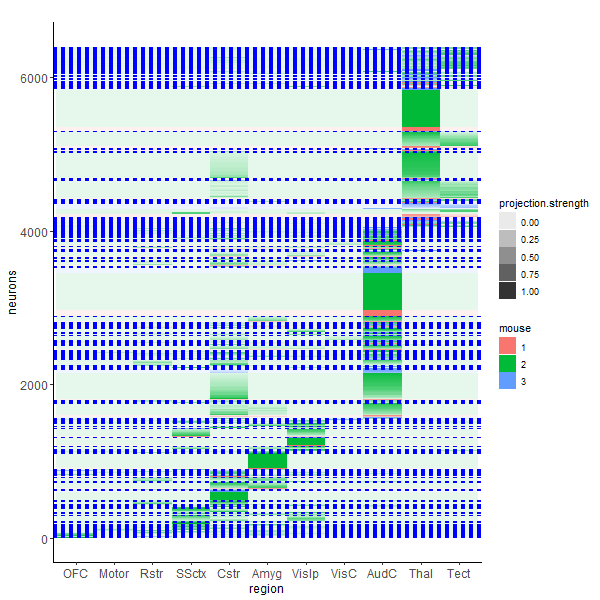 6000
4000
2000
0
neurons
OFC Motor Rstr SSctx Cstr Amyg VisIp VisC AudC Thal Tect
region
projection.strength
0.00
0.25
0.50
0.75
1.00
mouse
1
2
3